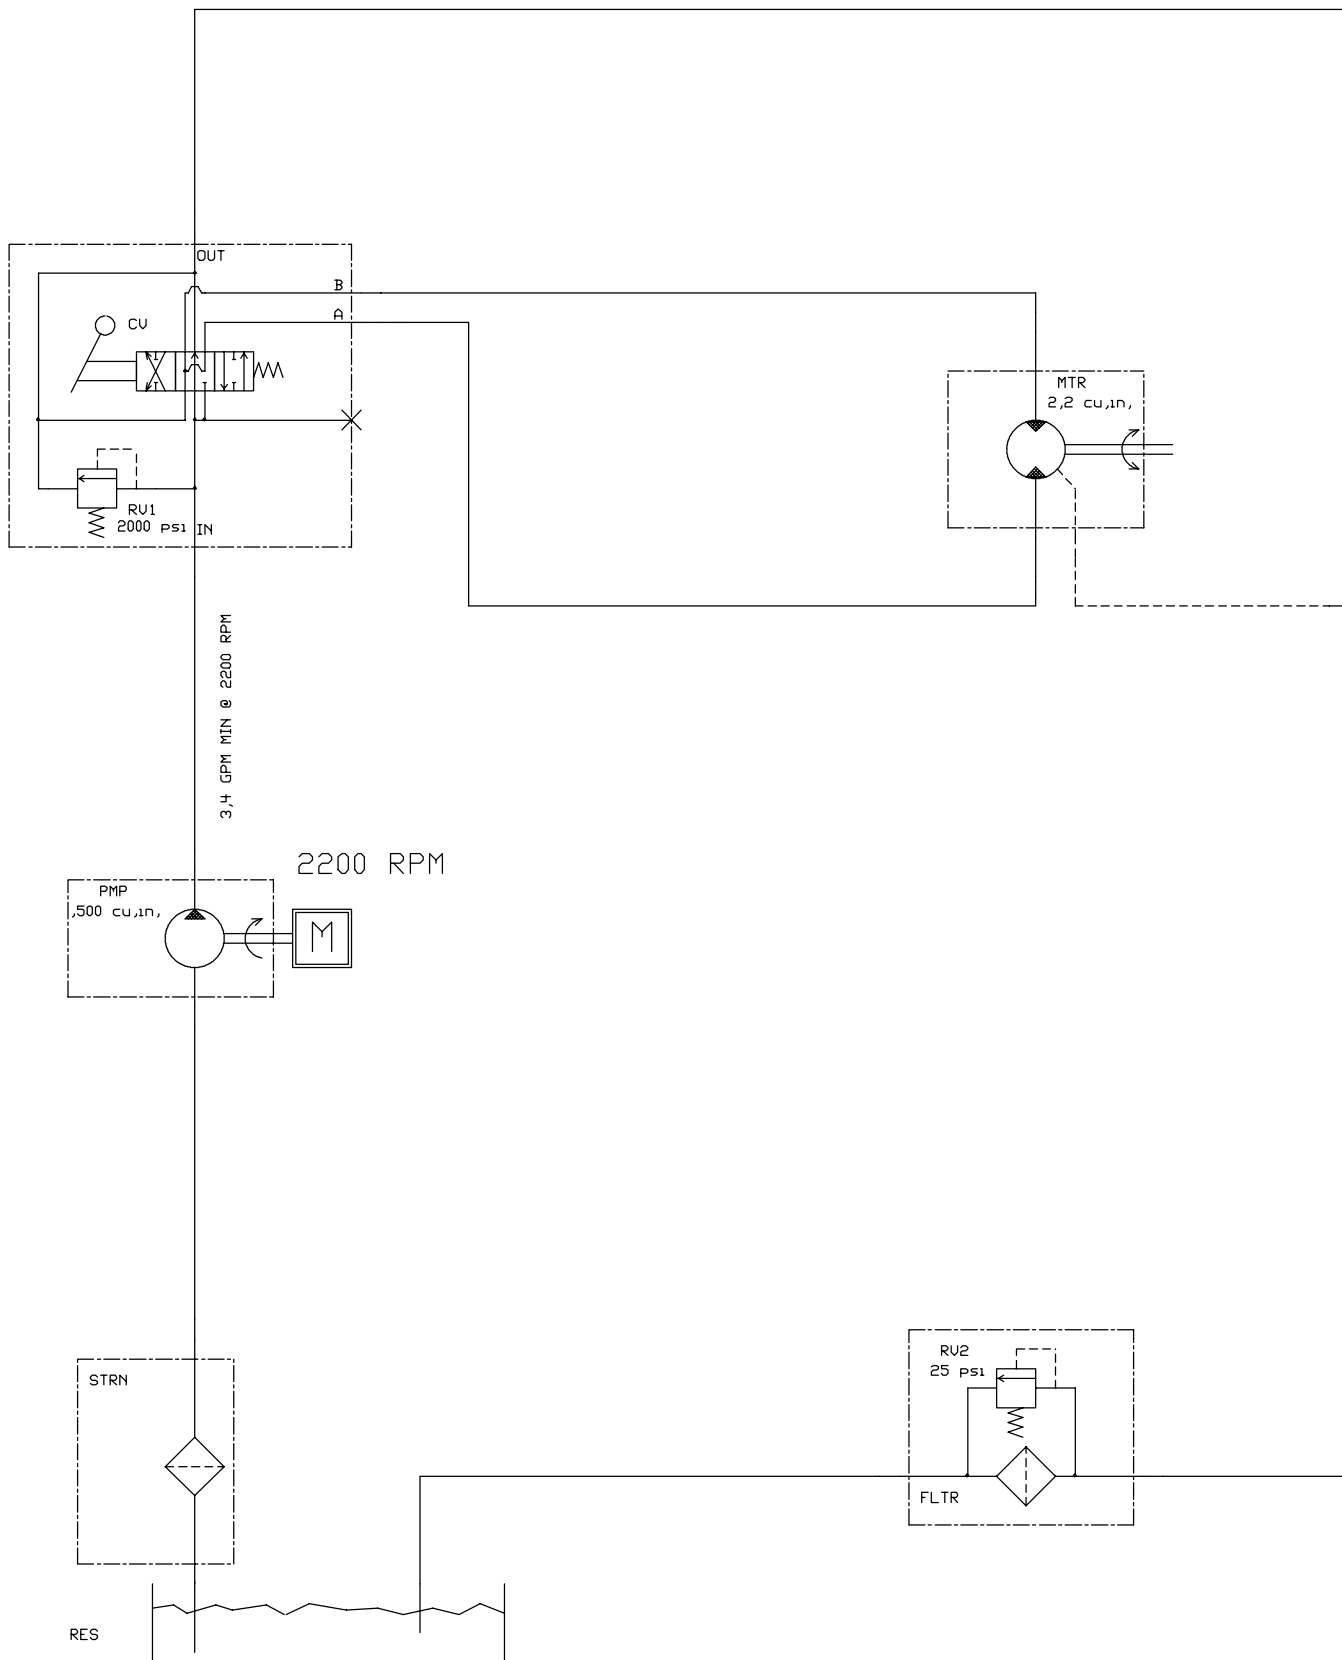 OUT
B
A
CV
MTR
2,2 cu,in,
RV1
2000 psi IN
3,4 GPM MIN @ 2200 RPM
2200 RPM
PMP
,500 cu,in,
M
RV2
25 psi
STRN
FLTR
RES